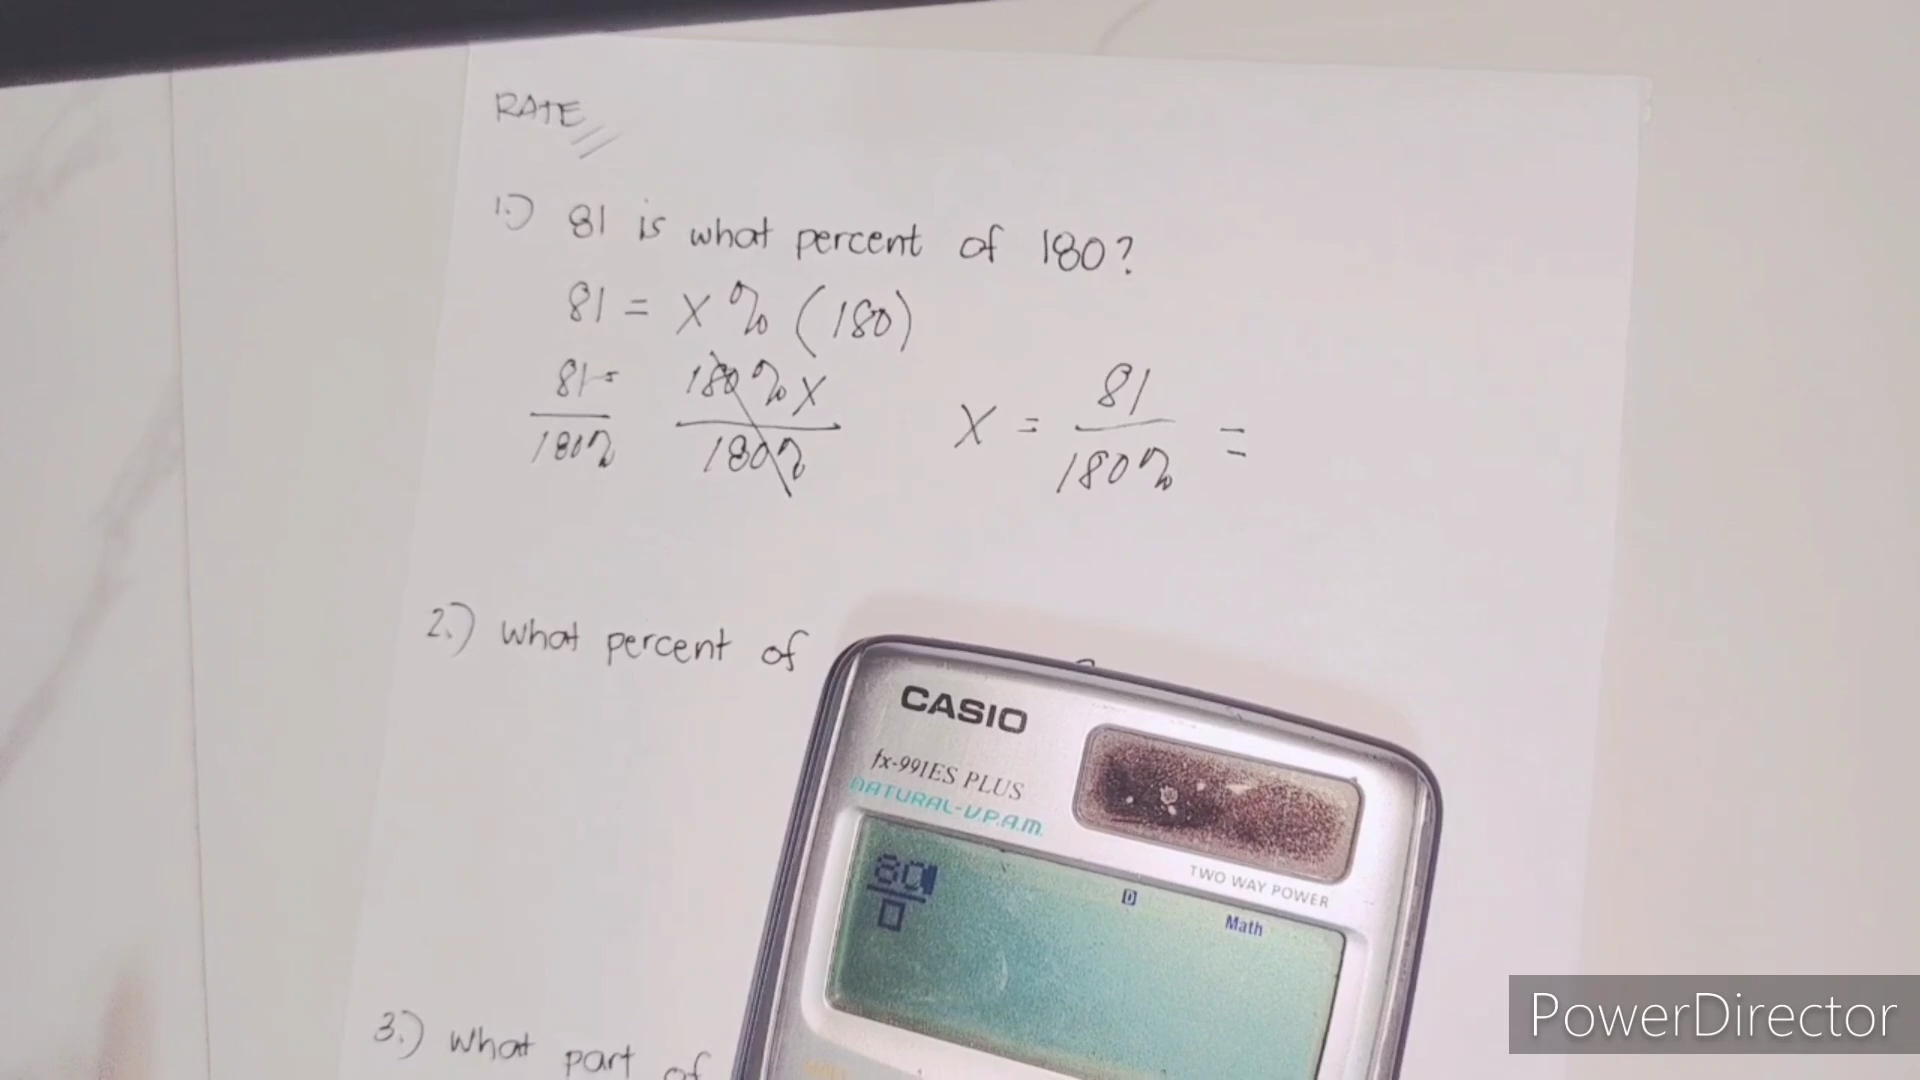 RATE
1.) 81 is what percent of 180?
81 = X % (180)
81 = 180 % X
180% 180%
X = 81 =
180%
2.) What percent of
3.) What part of
CASIO
fx-991ES PLUS
NATURAL-V.P.A.M.
TWO WAY POWER
80
D Math
PowerDirector